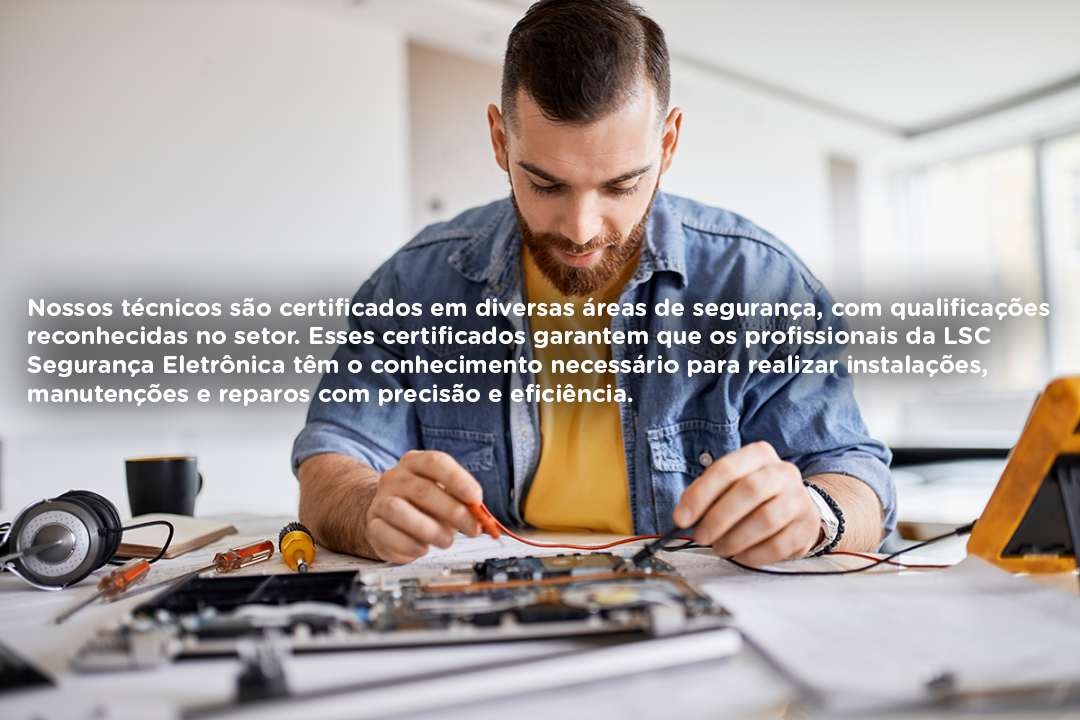 Nossos técnicos são certificados em diversas áreas de segurança, com qualificações
reconhecidas no setor. Esses certificados garantem que os profissionais da LSC
Segurança Eletrônica têm o conhecimento necessário para realizar instalações,
manutenções e reparos com precisão e eficiência.